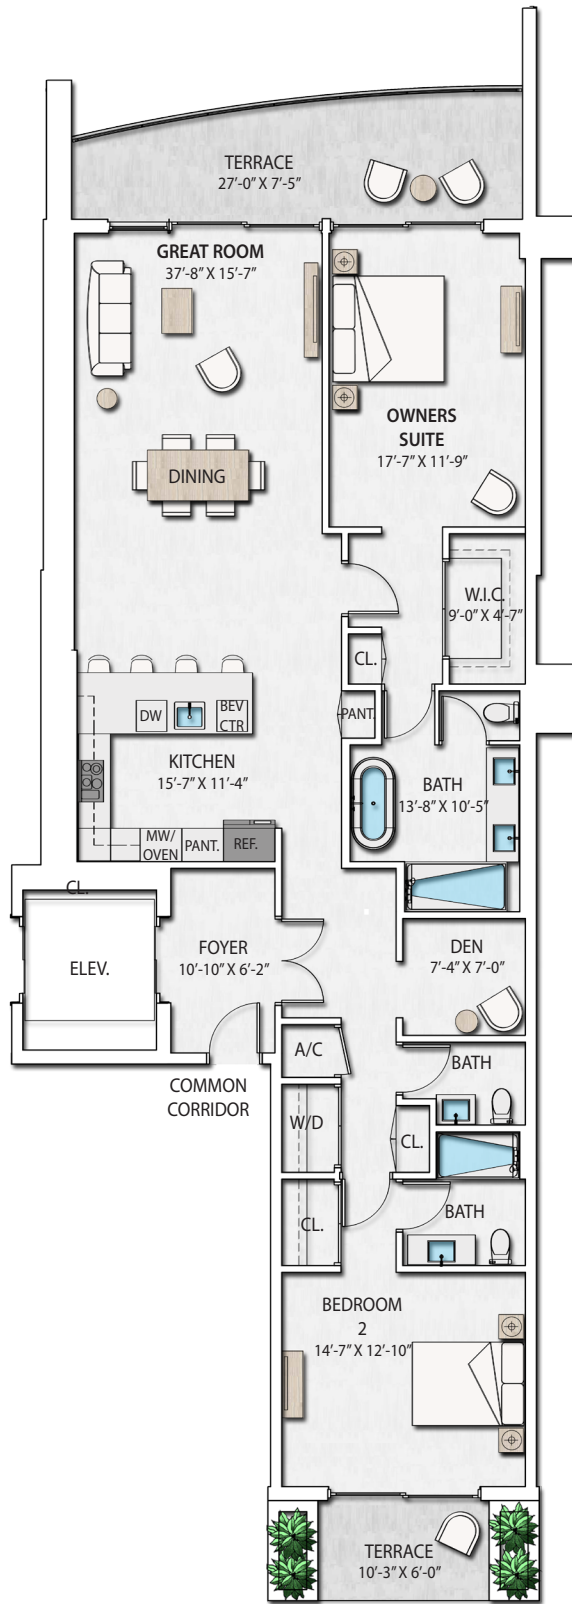 TERRACE
27'-0" X 7'-5"
GREAT ROOM
37'-8" X 15'-7"
OWNERS
SUITE
17'-7" X 11'-9"
DINING
W.I.C.
9'-0" X 4'-7"
CL.
PANT.
DW
BEV
CTR
KITCHEN
15'-7" X 11'-4"
BATH
13'-8" X 10'-5"
MW/
OVEN
PANT.
REF.
CL.
ELEV.
FOYER
10'-10" X 6'-2"
DEN
7'-4" X 7'-0"
A/C
BATH
COMMON
CORRIDOR
W/D
CL.
CL.
BATH
BEDROOM
2
14'-7" X 12'-10"
TERRACE
10'-3" X 6'-0"